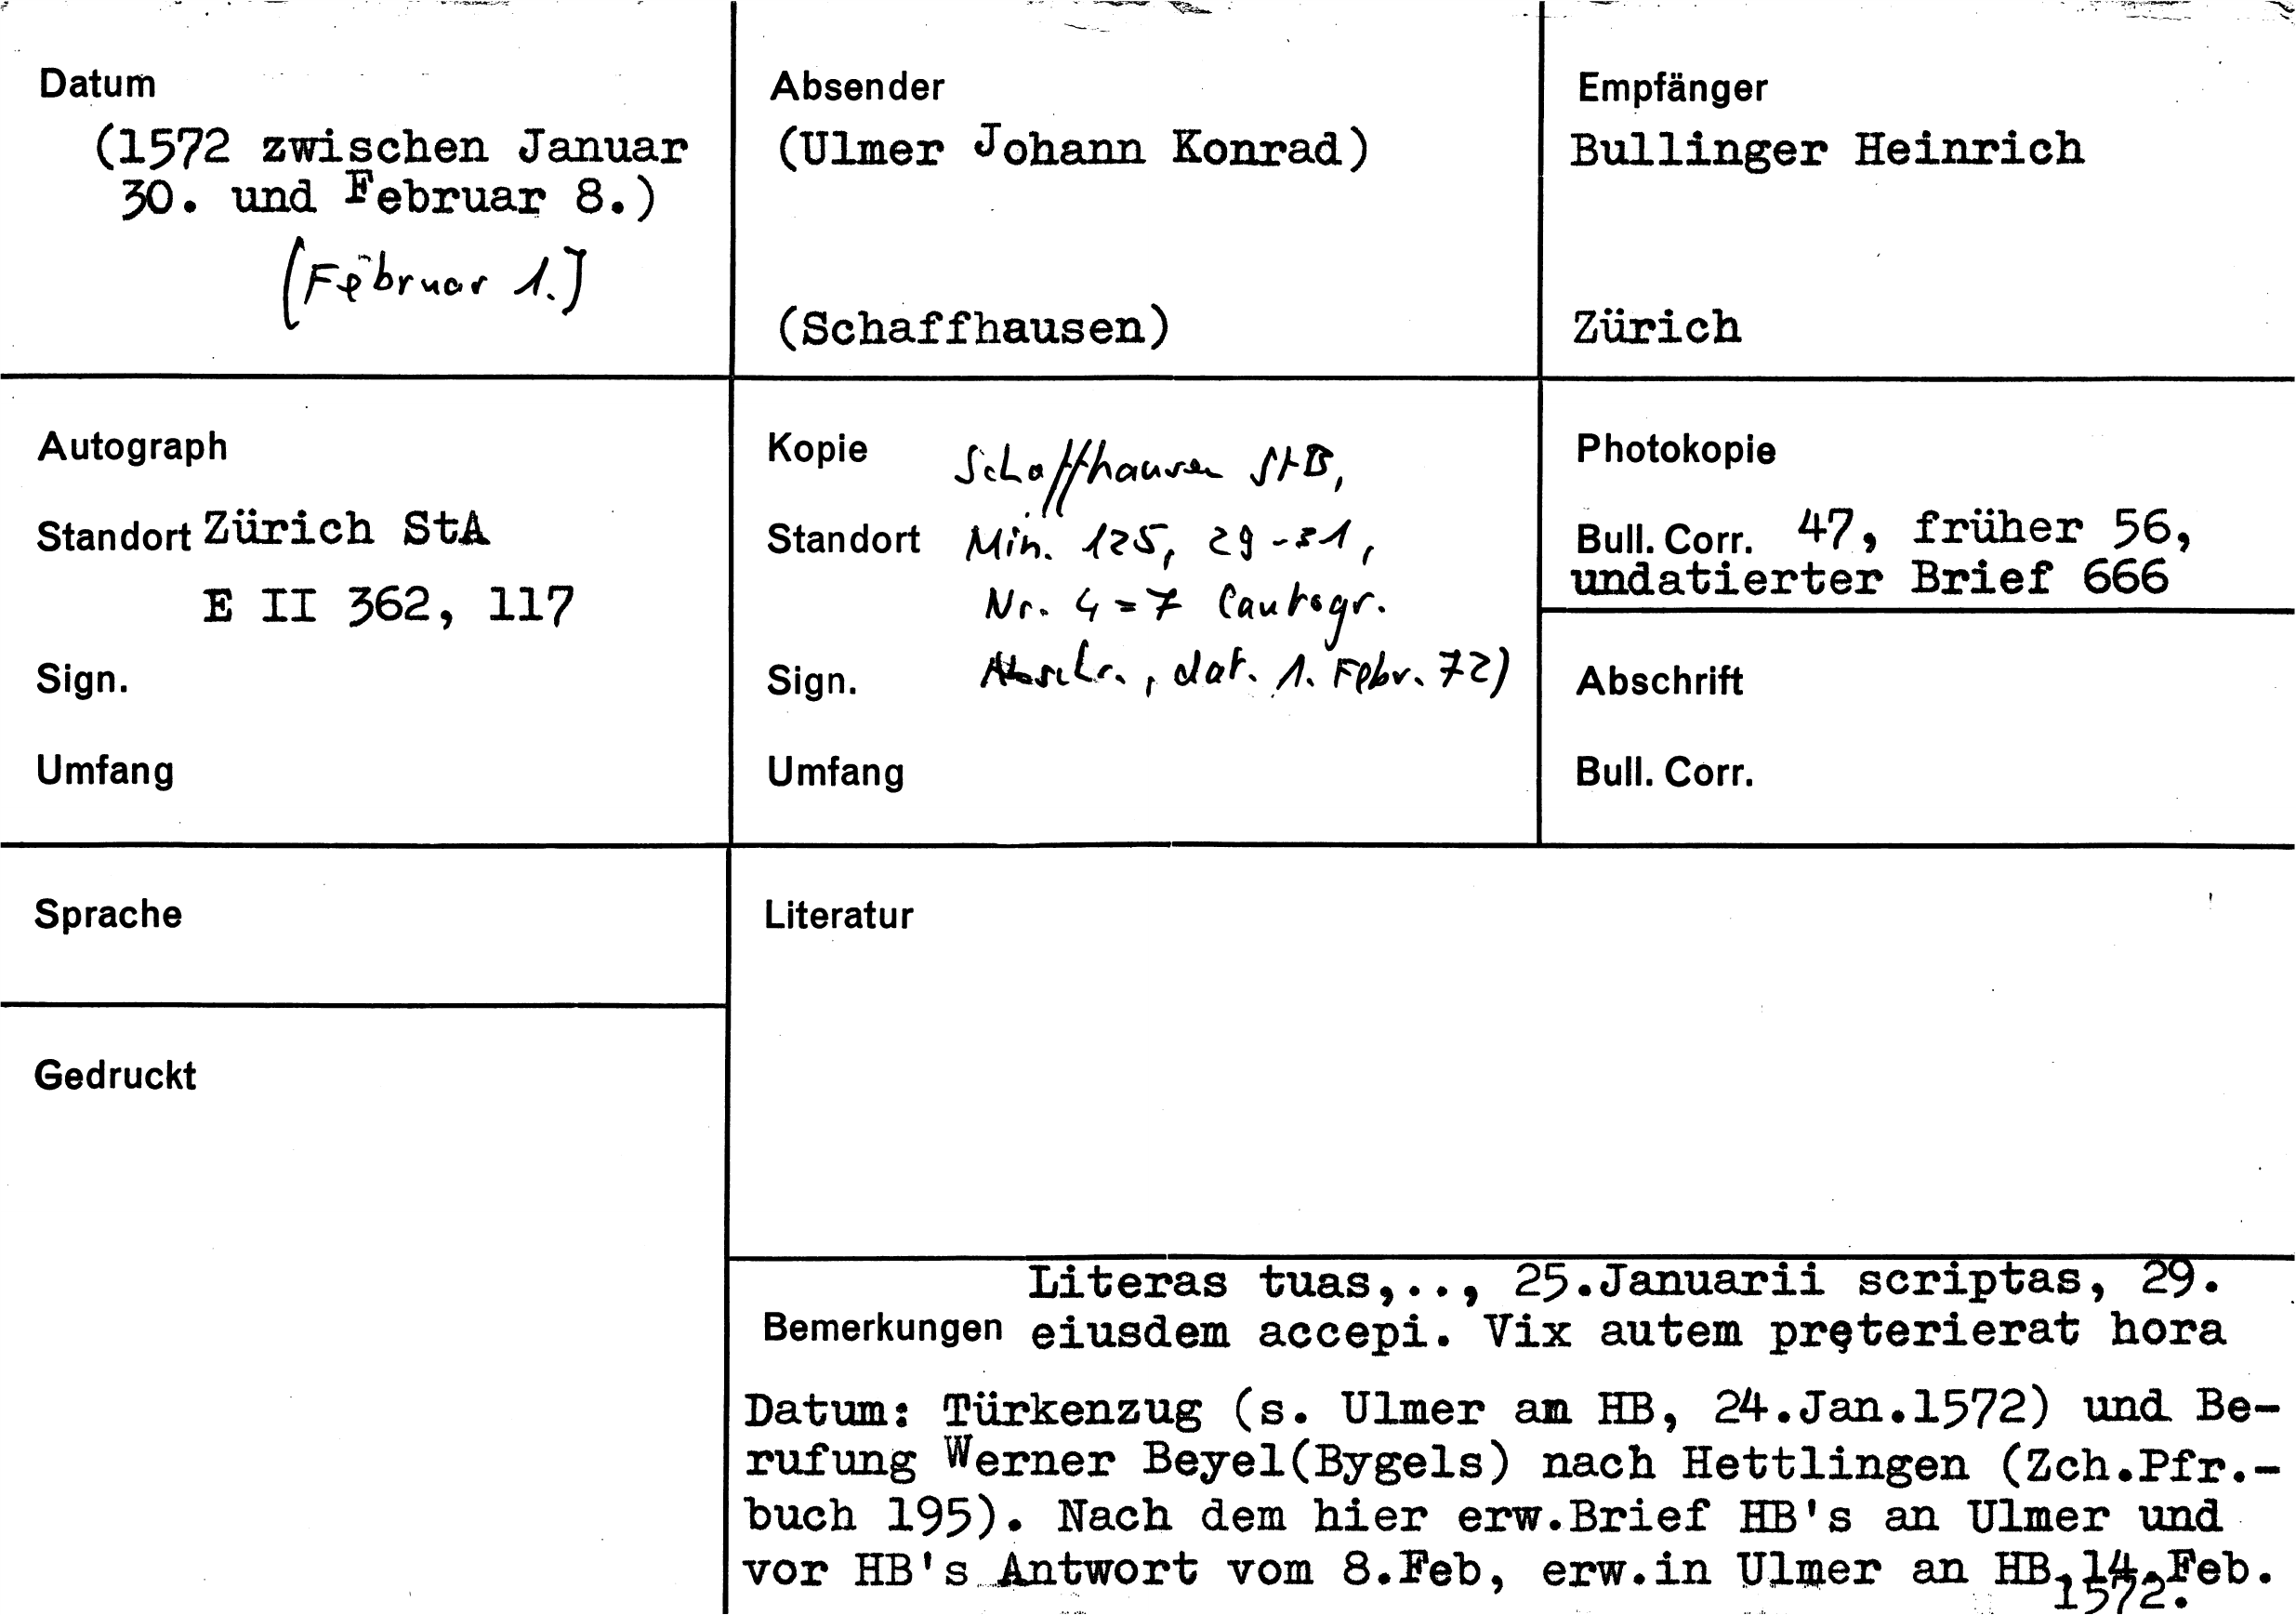 Datum
(1572 zwischen Januar
30. und Februar 8.)
[Februar 1.]
Absender
(Ulmer Johann Konrad)
(Schaffhausen)
Empfänger
Bullinger Heinrich
Zürich
Autograph
Standort Zürich StA
E II 362, 117
Sign.
Umfang
Kopie Schaffhausen StB,
Standort Min. 125, 29-31,
Nr. 4=7 (autogr.
Sign. Abschr., dat. 1. Febr. 72)
Umfang
Photokopie
Bull. Corr. 47, früher 56,
undatierter Brief 666
Abschrift
Bull. Corr.
Sprache
Gedruckt
Literatur
Literas tuas,.., 25.Januarii scriptas, 29.
Bemerkungen eiusdem accepi. Vix autem pręterierat hora
Datum: Türkenzug (s. Ulmer an HB, 24.Jan.1572) und Be-
rufung Werner Beyel(Bygels) nach Hettlingen (Zch.Pfr.-
buch 195). Nach dem hier erw.Brief HB's an Ulmer und
vor HB's Antwort vom 8.Feb, erw.in Ulmer an HB,14.Feb.
1572.